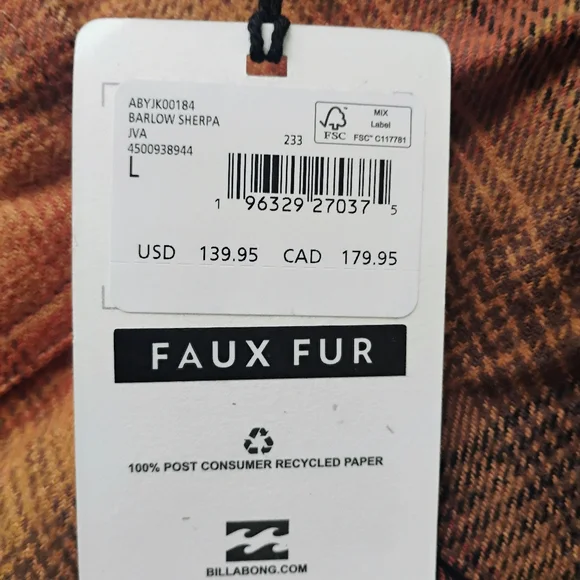 ABYJK00184
BARLOW SHERPA
JVA
4500938944
L
233
FSC
MIX
Label
FSC™ C117781
1 96329 27037 5
USD 139.95 CAD 179.95
FAUX FUR
100% POST CONSUMER RECYCLED PAPER
BILLABONG.COM